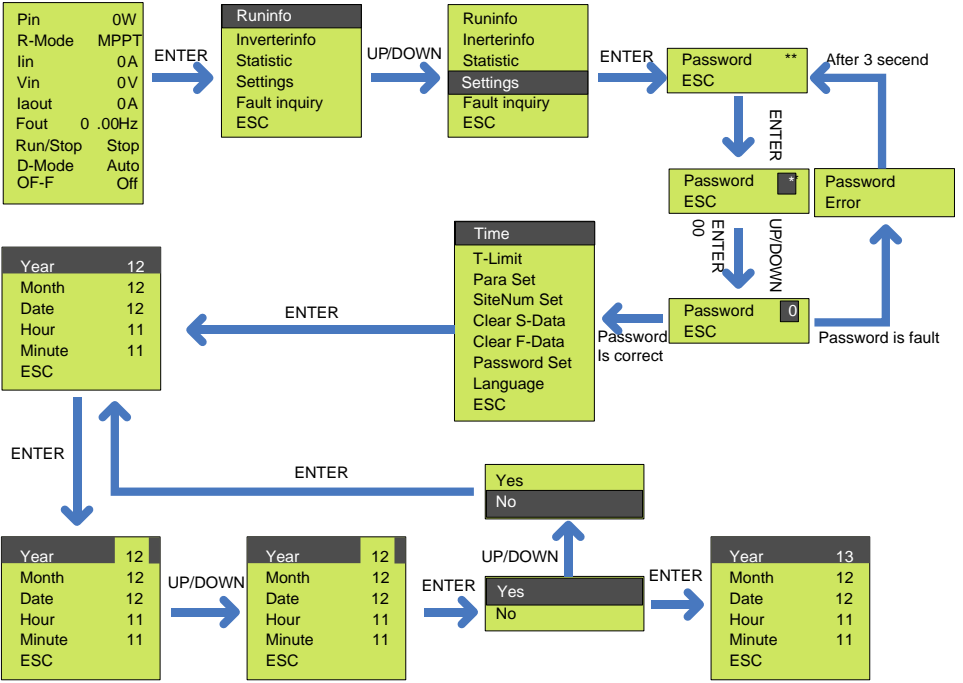 Pin 0W
R-Mode MPPT
Iin 0A
Vin 0V
Iaout 0A
Fout 0 .00Hz
Run/Stop Stop
D-Mode Auto
OF-F Off
ENTER
Runinfo
Inverterinfo
Statistic
Settings
Fault inquiry
ESC
UP/DOWN
Runinfo
Inerterinfo
Statistic
Settings
Fault inquiry
ESC
ENTER
Password **
ESC
After 3 secend
ENTER
Password *
ESC
Password
Error
UP/DOWN
ENTER
00
Password 0
ESC
Password is fault
Password
Is correct
Time
T-Limit
Para Set
SiteNum Set
Clear S-Data
Clear F-Data
Password Set
Language
ESC
ENTER
Year 12
Month 12
Date 12
Hour 11
Minute 11
ESC
ENTER
ENTER
Yes
No
Year 12
Month 12
Date 12
Hour 11
Minute 11
ESC
UP/DOWN
Year 12
Month 12
Date 12
Hour 11
Minute 11
ESC
ENTER
UP/DOWN
Yes
No
ENTER
Year 13
Month 12
Date 12
Hour 11
Minute 11
ESC